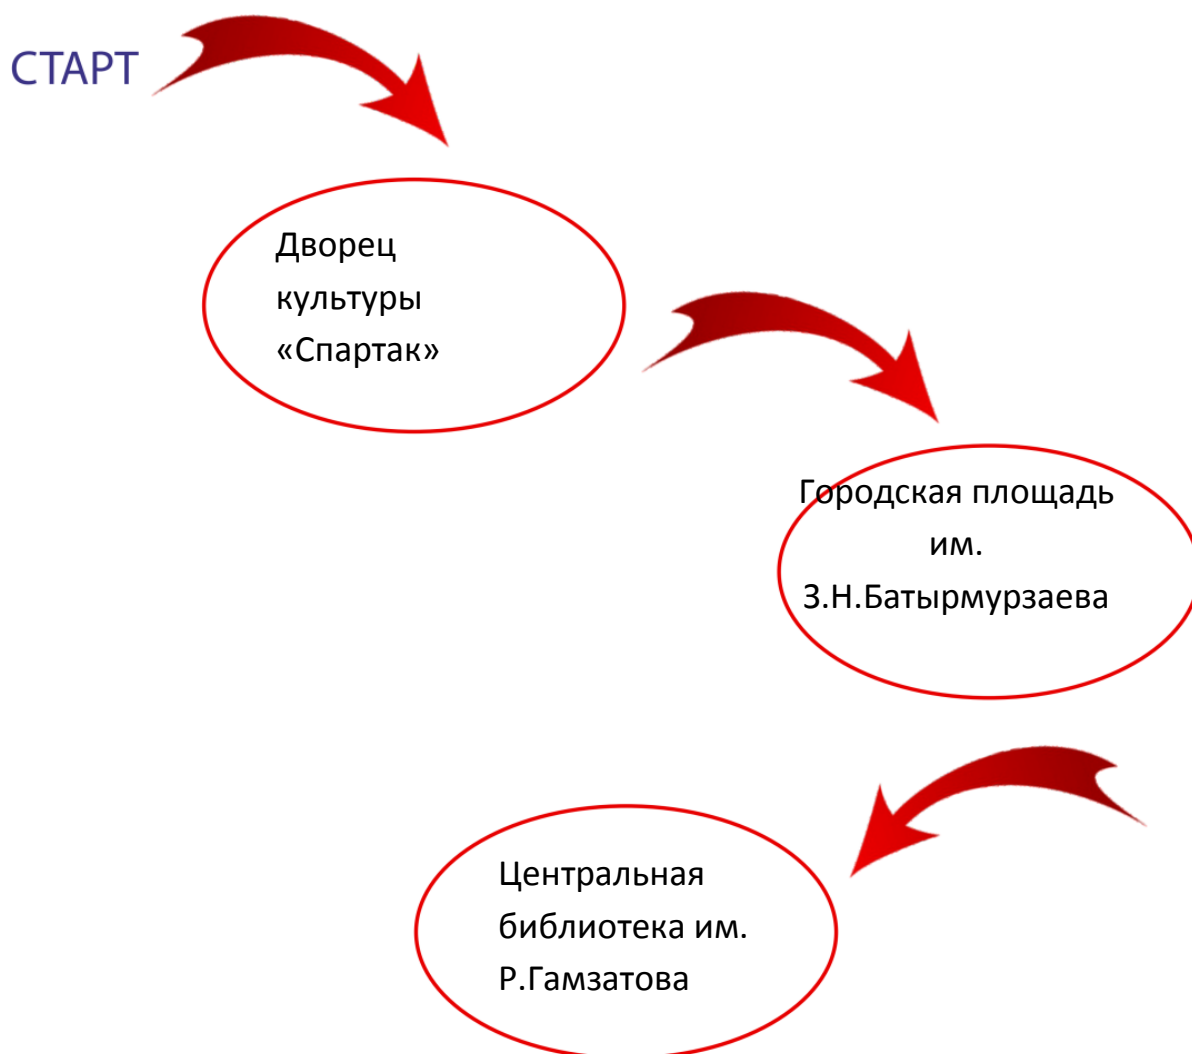 СТАРТ
Дворец
культуры
«Спартак»
Городская площадь
им.
З.Н.Батырмурзаева
Центральная
библиотека им.
Р.Гамзатова